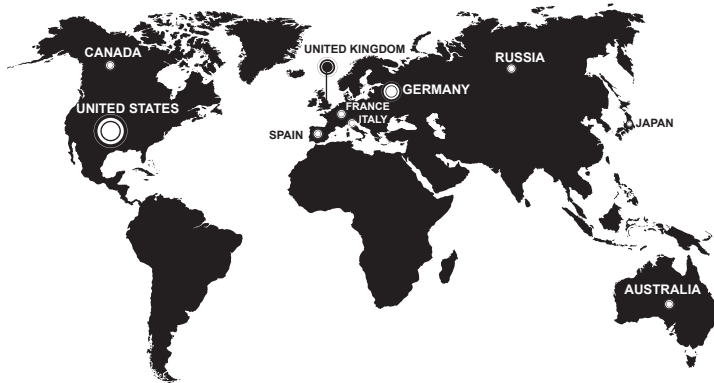 CANADA
UNITED KINGDOM
RUSSIA
GERMANY
UNITED STATES
FRANCE
ITALY
SPAIN
JAPAN
AUSTRALIA